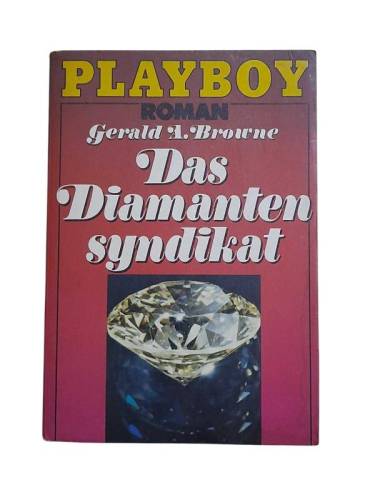 PLAYBOY
ROMAN
Gerald A. Browne
Das
Diamanten
syndikat